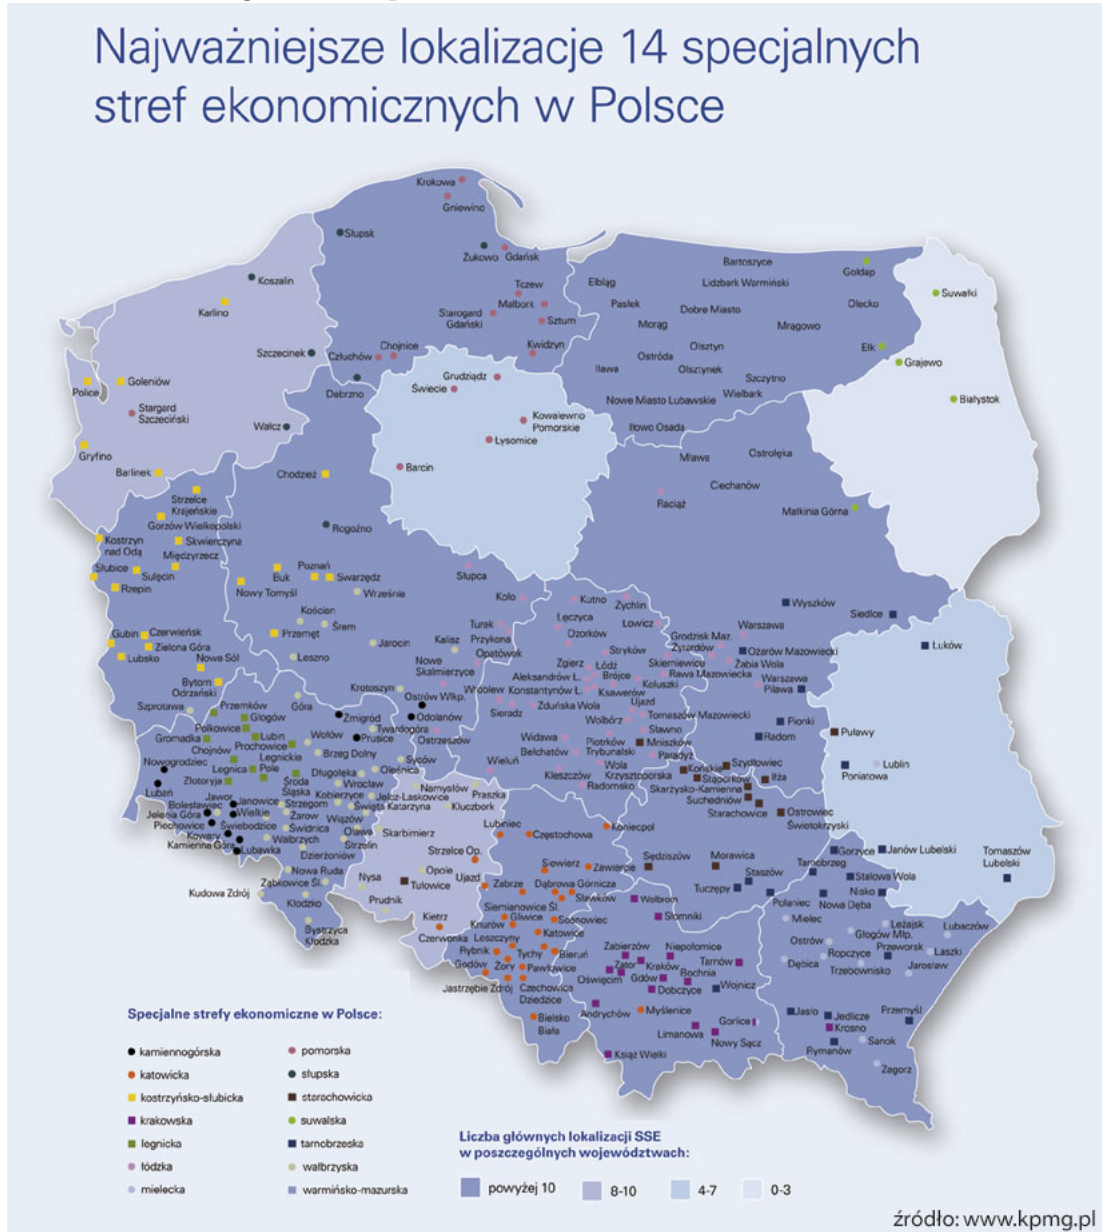 Najważniejsze lokalizacje 14 specjalnych
stref ekonomicznych w Polsce
Krokowa
Gniewino
Słupsk
Żukowo
Gdańsk
Koszalin
Karlino
Tczew
Malbork
Starogard
Gdański
Sztum
Kwidzyn
Szczecinek
Człuchów
Chojnice
Debrzno
Bartoszyce
Gołdap
Elbląg
Lidzbark Warmiński
Pasłęk
Dobre Miasto
Olecko
Morąg
Mrągowo
Olsztyn
Ełk
Ostróda
Iława
Olsztynek
Szczytno
Nowe Miasto Lubawskie
Wielbark
Iłowo Osada
Suwałki
Grajewo
Białystok
Police
Goleniów
Stargard
Szczeciński
Wałcz
Gryfino
Barlinek
Grudziądz
Świecie
Kowalewo
Pomorskie
Łysomice
Barcin
Mława
Ostrołęka
Ciechanów
Raciąż
Małkinia Górna
Chodzież
Rogoźno
Strzelce
Krajeńskie
Gorzów Wielkopolski
Kostrzyn
nad Odą
Skwierczyna
Międzyrzecz
Słubice
Sulęcin
Rzepin
Poznań
Buk
Swarzędz
Nowy Tomyśl
Września
Słupca
Koło
Kutno
Żychlin
Wyszków
Siedlce
Kościan
Śrem
Turek
Przykona
Łęczyca
Ozorków
Łowicz
Grodzisk Maz.
Warszawa
Gubin
Czerwieńsk
Zielona Góra
Przemęt
Jarocin
Kalisz
Opatówek
Stryków
Żyrardów
Ożarów Mazowiecki
Łuków
Lubsko
Nowa Sól
Leszno
Nowe
Skalmierzyce
Zgierz
Łódź
Skierniewice
Żabia Wola
Bytom
Odrzański
Krotoszyn
Aleksandrów Ł.
Brójce
Rawa Mazowiecka
Koluszki
Warszawa
Pilawa
Szprotawa
Przemków
Góra
Ostrów Wlkp.
Konstantynów Ł.
Ksawerów
Głogów
Żmigród
Odolanów
Sieradz
Zduńska Wola
Ujazd
Wolbórz
Tomaszów Mazowiecki
Pionki
Polkowice
Gromadka
Lubin
Twardogóra
Sławno
Radom
Puławy
Chojnów
Prochowice
Wołów
Prusice
Ostrzeszów
Widawa
Piotrków
Trybunalski
Mniszków
Nowogrodziec
Legnickie
Pole
Brzeg Dolny
Syców
Bełchatów
Paradyż
Końskie
Szydłowiec
Lublin
Legnica
Oleśnica
Wieluń
Wola
Krzysztoporska
Stąporków
Iłża
Poniatowa
Złotoryja
Środa
Śląska
Długołęka
Wrocław
Kleszczów
Radomsko
Skarżysko-Kamienna
Lubań
Jawor
Namysłów
Praszka
Suchedniów
Bolesławiec
Janowice
Wielkie
Strzegom
Kobierzyce
Jelcz-Laskowice
Kluczbork
Starachowice
Ostrowiec
Świętokrzyski
Jelenia Góra
Żarow
Święta
Katarzyna
Piechowice
Świebodzice
Świdnica
Wiązów
Lubliniec
Koniecpol
Kowary
Wałbrzych
Oława
Skarbimierz
Częstochowa
Kamienna Góra
Lubawka
Strzelin
Dzierżoniów
Strzelce Op.
Sędziszów
Morawica
Gorzyce
Janów Lubelski
Tomaszów
Lubelski
Nowa Ruda
Opole
Ujazd
Siewierz
Zawiercie
Staszów
Tarnobrzeg
Stalowa Wola
Ząbkowice Śl.
Nysa
Tułowice
Zabrze
Dąbrowa Górnicza
Tuczępy
Nisko
Kudowa Zdrój
Kłodzko
Prudnik
Sławków
Wolbrom
Połaniec
Nowa Dęba
Siemianowice Śl.
Bystrzyca
Kłodzka
Kietrz
Gliwice
Sosnowiec
Słomniki
Mielec
Leżajsk
Lubaczów
Czerwonka
Knurów
Katowice
Głogów Młp.
Leszczyny
Zabierzów
Niepołomice
Ostrów
Przeworsk
Rybnik
Tychy
Bieruń
Zator
Kraków
Tarnów
Ropczyce
Laszki
Godów
Żory
Pawłowice
Oświęcim
Gdów
Bochnia
Dębica
Trzebownisko
Jarosław
Jastrzębie Zdrój
Czechowice
Dziedzice
Dobczyce
Wojnicz
Andrychów
Myślenice
Jasło
Jedlicze
Przemyśl
Bielsko
Biała
Limanowa
Gorlice
Krosno
Nowy Sącz
Rymanów
Sanok
Książ Wielki
Zagorz
Specjalne strefy ekonomiczne w Polsce:
kamiennogórska
katowicka
kostrzyńsko-słubicka
krakowska
legnicka
łódzka
mielecka
pomorska
słupska
starachowicka
suwalska
tarnobrzeska
wałbrzyska
warmińsko-mazurska
Liczba głównych lokalizacji SSE
w poszczególnych województwach:
powyżej 10
8-10
4-7
0-3
źródło: www.kpmg.pl